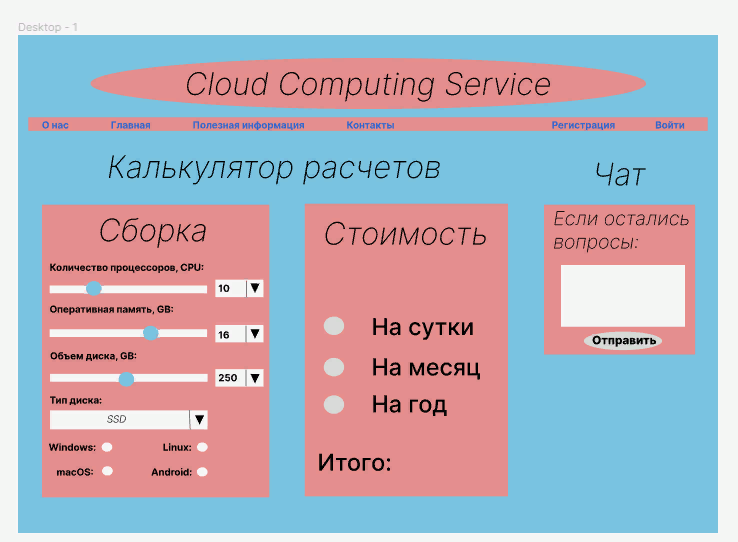 Desktop - 1
Cloud Computing Service
О нас Главная Полезная информация Контакты Регистрация Войти
Калькулятор расчетов
Чат
Сборка
Количество процессоров, CPU:
10
Оперативная память, GB:
16
Объем диска, GB:
250
Тип диска:
SSD
Windows: Linux:
macOS: Android:
Стоимость
На сутки
На месяц
На год
Итого:
Если остались
вопросы:
Отправить